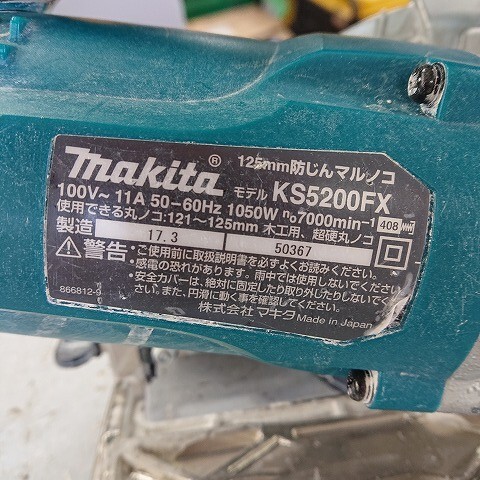 makita® 125mm防じんマルノコ
モデル KS5200FX
100V～ 11A 50-60Hz 1050W n₀7000min-1
使用できる丸ノコ:121～125mm 木工用、超硬丸ノコ 408
製造 17.3 50367
警告・ご使用前に取扱説明書を必ずよくお読みください。
・感電の恐れがあります。雨中では使用しないでください。
・安全カバーは、絶対に固定したり取り外したりしないでくだ
さい。また、円滑に動く事を確認してください。
866812-9 株式会社マキタ Made in Japan